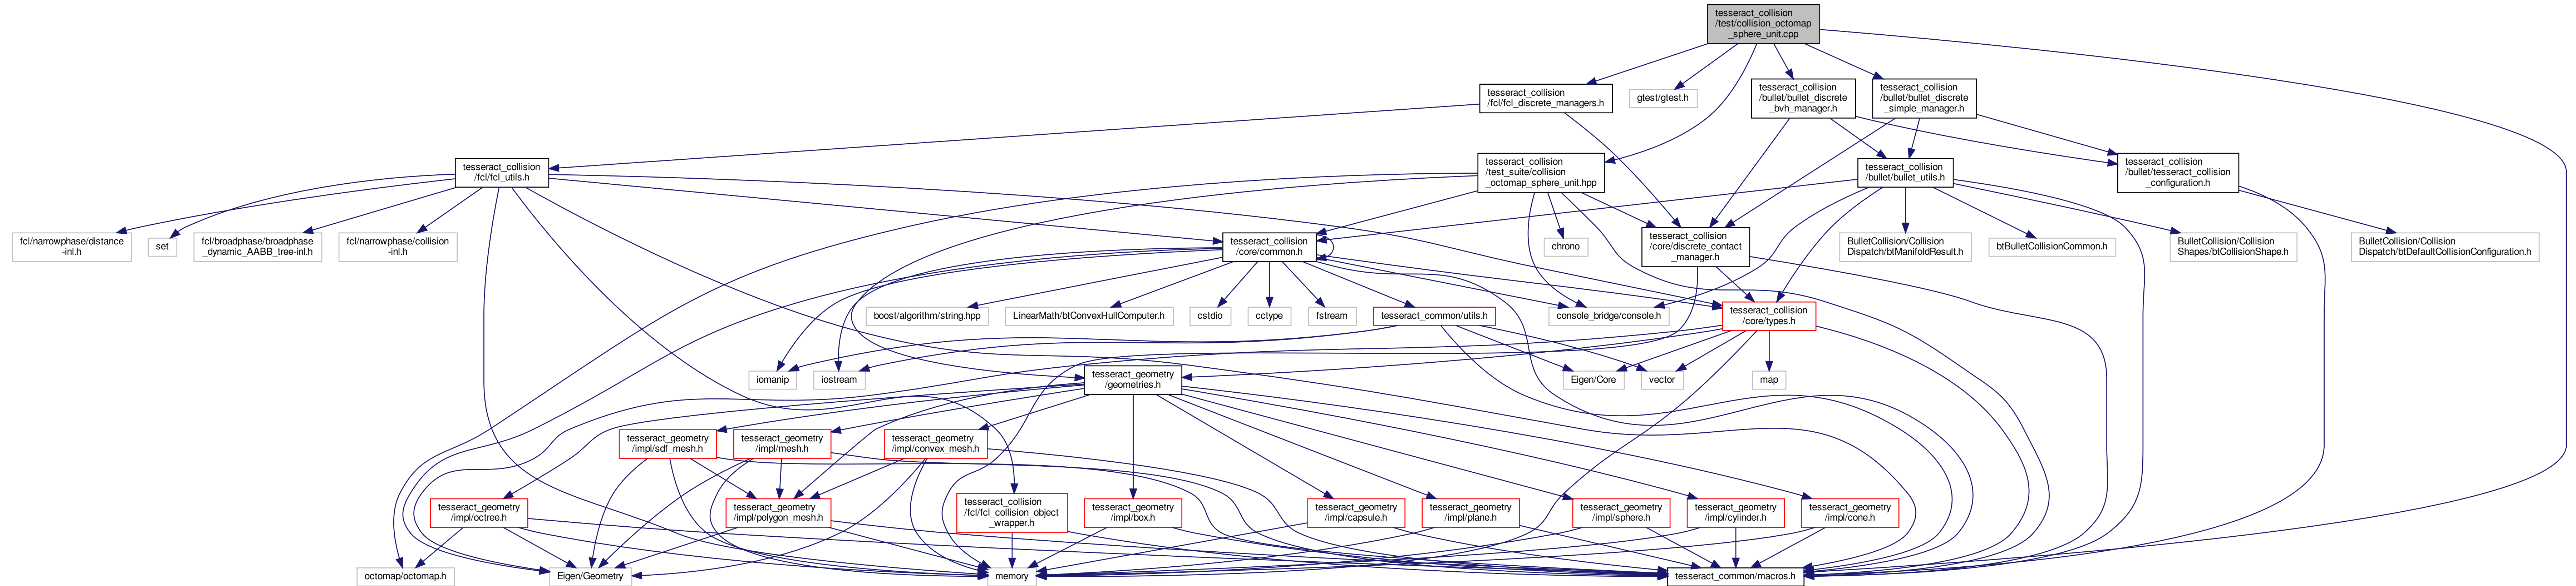 tesseract_collision
/test/collision_octomap
_sphere_unit.cpp
tesseract_collision
/fcl/fcl_discrete_managers.h
gtest/gtest.h
tesseract_collision
/bullet/bullet_discrete
_bvh_manager.h
tesseract_collision
/bullet/bullet_discrete
_simple_manager.h
tesseract_collision
/fcl/fcl_utils.h
tesseract_collision
/test_suite/collision
_octomap_sphere_unit.hpp
tesseract_collision
/bullet/bullet_utils.h
tesseract_collision
/bullet/tesseract_collision
_configuration.h
fcl/narrowphase/distance
-inl.h
set
fcl/broadphase/broadphase
_dynamic_AABB_tree-inl.h
fcl/narrowphase/collision
-inl.h
tesseract_collision
/core/common.h
chrono
tesseract_collision
/core/discrete_contact
_manager.h
BulletCollision/Collision
Dispatch/btManifoldResult.h
btBulletCollisionCommon.h
BulletCollision/Collision
Shapes/btCollisionShape.h
BulletCollision/Collision
Dispatch/btDefaultCollisionConfiguration.h
boost/algorithm/string.hpp
LinearMath/btConvexHullComputer.h
cstdio
cctype
fstream
tesseract_common/utils.h
console_bridge/console.h
tesseract_collision
/core/types.h
iomanip
iostream
tesseract_geometry
/geometries.h
Eigen/Core
vector
map
tesseract_geometry
/impl/sdf_mesh.h
tesseract_geometry
/impl/mesh.h
tesseract_geometry
/impl/convex_mesh.h
tesseract_geometry
/impl/octree.h
tesseract_geometry
/impl/polygon_mesh.h
tesseract_collision
/fcl/fcl_collision_object
_wrapper.h
tesseract_geometry
/impl/box.h
tesseract_geometry
/impl/capsule.h
tesseract_geometry
/impl/plane.h
tesseract_geometry
/impl/sphere.h
tesseract_geometry
/impl/cylinder.h
tesseract_geometry
/impl/cone.h
octomap/octomap.h
Eigen/Geometry
memory
tesseract_common/macros.h